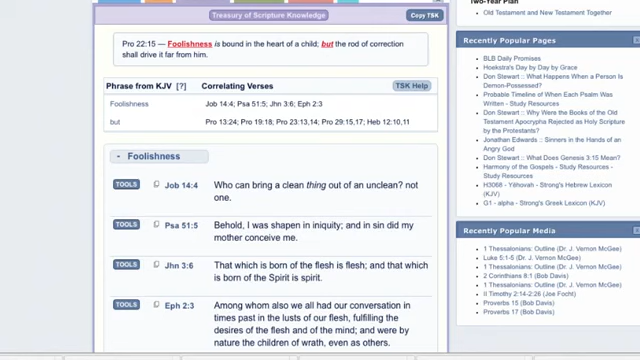 Treasury of Scripture Knowledge
Copy TSK
Pro 22:15 — Foolishness is bound in the heart of a child; but the rod of correction
shall drive it far from him.
Phrase from KJV [?] Correlating Verses
TSK Help
Foolishness Job 14:4; Psa 51:5; Jhn 3:6; Eph 2:3
but Pro 13:24; Pro 19:18; Pro 23:13,14; Pro 29:15,17; Heb 12:10,11
- Foolishness
TOOLS Job 14:4 Who can bring a clean thing out of an unclean? not
one.
TOOLS Psa 51:5 Behold, I was shapen in iniquity; and in sin did my
mother conceive me.
TOOLS Jhn 3:6 That which is born of the flesh is flesh; and that which
is born of the Spirit is spirit.
TOOLS Eph 2:3 Among whom also we all had our conversation in
times past in the lusts of our flesh, fulfilling the
desires of the flesh and of the mind; and were by
nature the children of wrath, even as others.
Two-Year Plan
Old Testament and New Testament Together
Recently Popular Pages
BLB Daily Promises
Hoekstra's Day by Day by Grace
Don Stewart :: What Happens When a Person Is
Demon-Possessed?
Probable Timeline of When Each Psalm Was
Written - Study Resources
Don Stewart :: Why Were the Books of the Old
Testament Apocrypha Rejected as Holy Scripture
by the Protestants?
Jonathan Edwards :: Sinners in the Hands of an
Angry God
Don Stewart :: What Does Genesis 3:15 Mean?
Harmony of the Gospel - Study Resources -
Study Resources
H3068 - Yᵊhōvâ - Strong's Hebrew Lexicon
(KJV)
G1 - alpha - Strong's Greek Lexicon (KJV)
Recently Popular Media
1 Thessalonians: Outline (Dr. J. Vernon McGee)
Luke 5:1-5 (Dr. J. Vernon McGee)
1 Thessalonians: Outline (Dr. J. Vernon McGee)
2 Corinthians 8:1 (Bob Davis)
1 Thessalonians: Outline (Dr. J. Vernon McGee)
II Timothy 2:14-2:26 (Joe Focht)
Proverbs 15 (Bob Davis)
Proverbs 17 (Bob Davis)